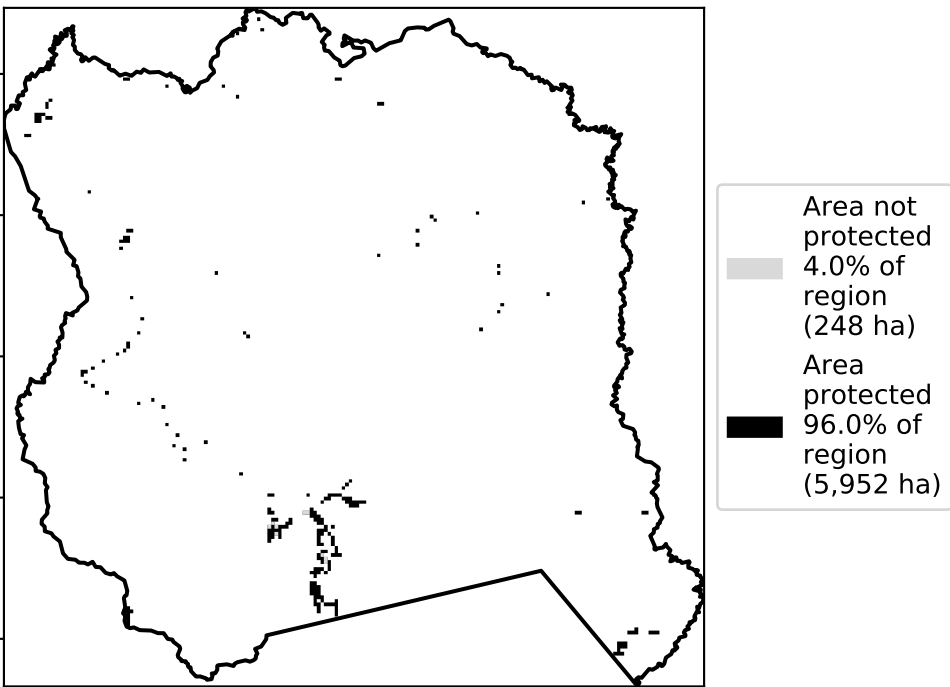 Area not
protected
4.0% of
region
(248 ha)
Area
protected
96.0% of
region
(5,952 ha)